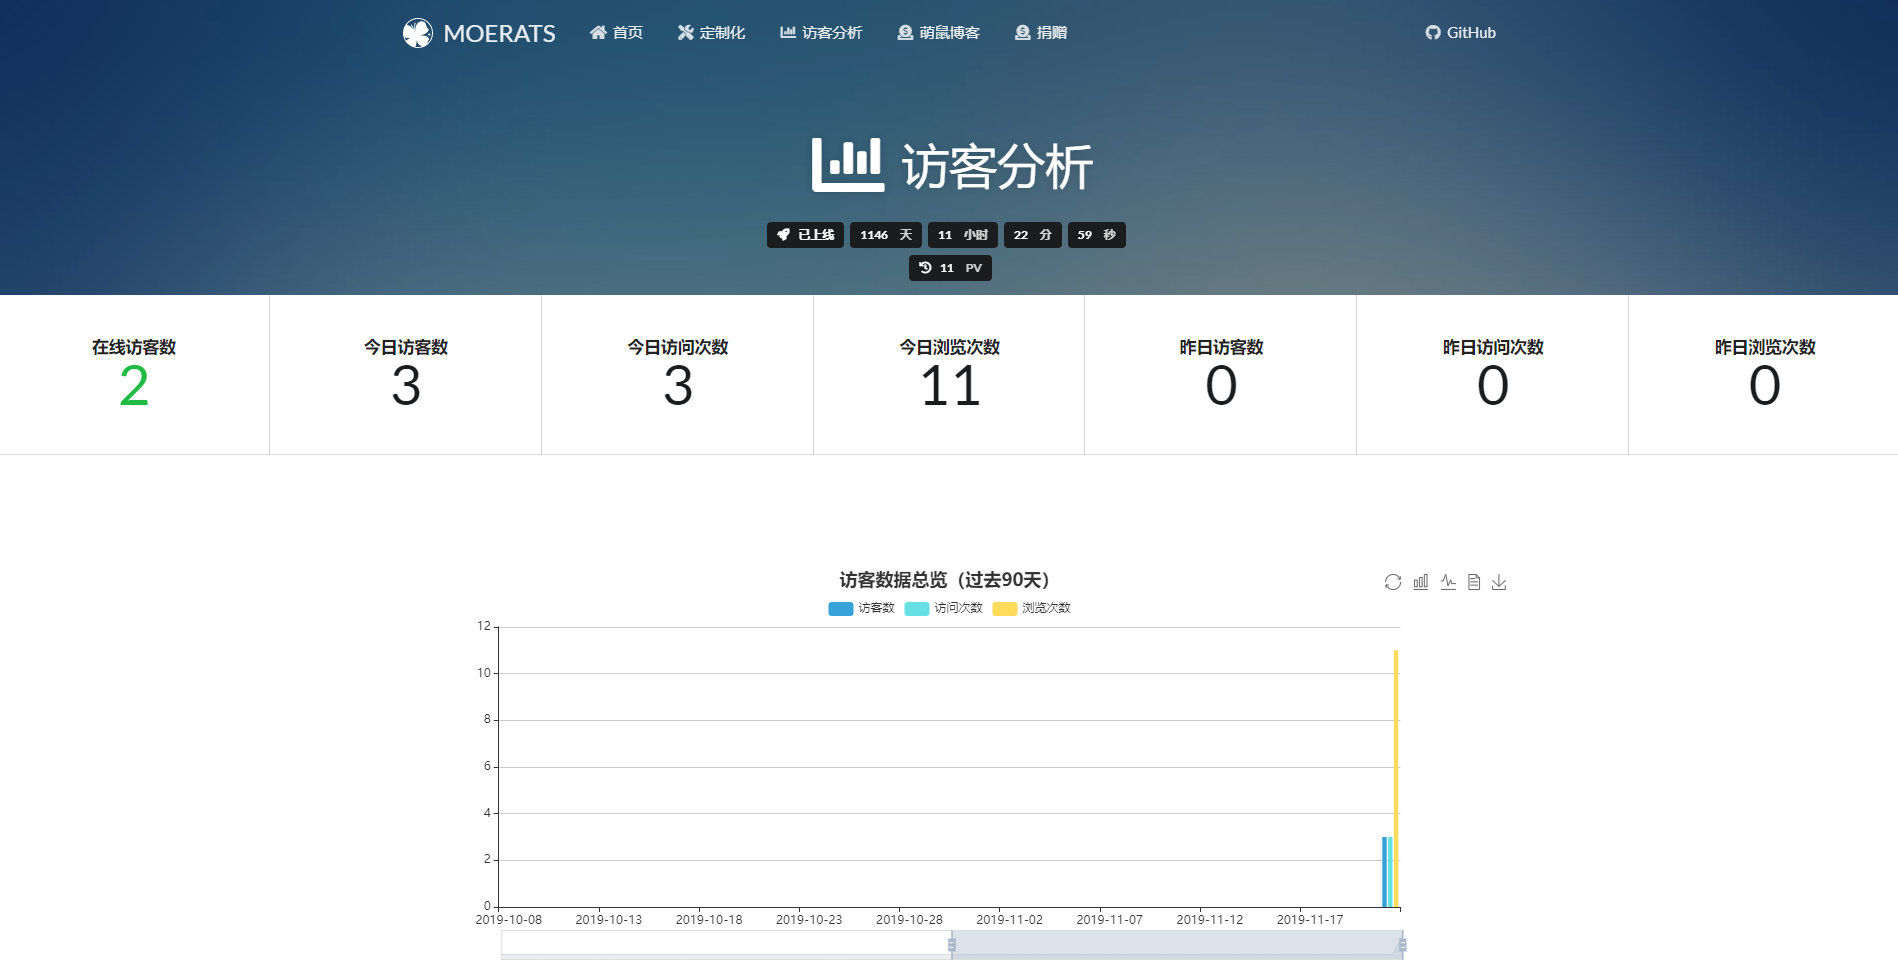 MOERATS 首页 定制化 访客分析 萌鼠博客 捐赠 GitHub
访客分析
已上线 1146 天 11 小时 22 分 59 秒
11 PV
在线访客数 今日访客数 今日访问次数 今日浏览次数 昨日访客数 昨日访问次数 昨日浏览次数
2 3 3 11 0 0 0
访客数据总览（过去90天）
访客数 访问次数 浏览次数
12
10
8
6
4
2
0
2019-10-08 2019-10-13 2019-10-18 2019-10-23 2019-10-28 2019-11-02 2019-11-07 2019-11-12 2019-11-17